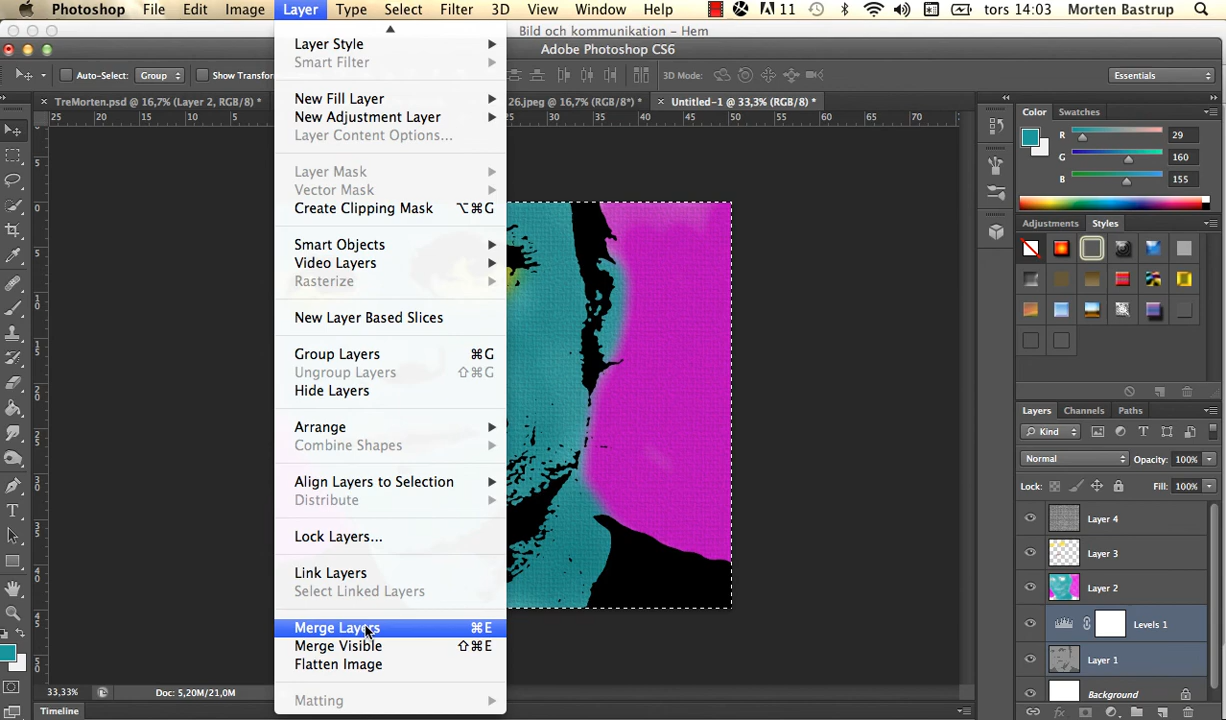 Photoshop File Edit Image Layer Type Select Filter 3D View Window Help 11 tors 14:03 Morten Bastrup
Bild och kommunikation – Hem
Adobe Photoshop CS6
Auto-Select: Group Show Transfor 3D Mode: Essentials
TreMorten.psd @ 16,7% (Layer 2, RGB/8) * 26.jpeg @ 16,7% (RGB/8*) * Untitled-1 @ 33,3% (RGB/8) *
25 20 15 10 5 25 30 35 40 45 50 55 60 65 70
Layer Style
Smart Filter
New Fill Layer
New Adjustment Layer
Layer Content Options...
Layer Mask
Vector Mask
Create Clipping Mask ⌥⌘G
Smart Objects
Video Layers
Rasterize
New Layer Based Slices
Group Layers ⌘G
Ungroup Layers ⇧⌘G
Hide Layers
Arrange
Combine Shapes
Align Layers to Selection
Distribute
Lock Layers...
Link Layers
Select Linked Layers
Merge Layers ⌘E
Merge Visible ⇧⌘E
Flatten Image
Matting
Color Swatches
R 29
G 160
B 155
Adjustments Styles
Layers Channels Paths
Kind
Normal Opacity: 100%
Lock: Fill: 100%
Layer 4
Layer 3
Layer 2
Levels 1
Layer 1
Background
33,33% Doc: 5,20M/21,0M
Timeline